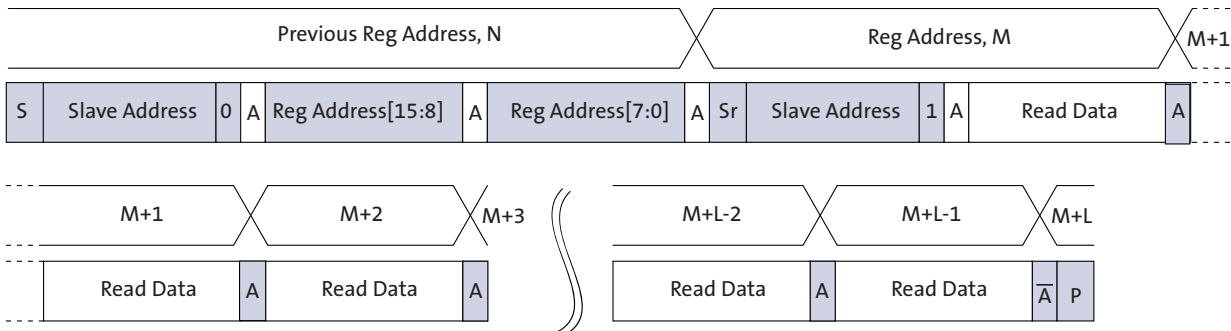 Previous Reg Address, N Reg Address, M M+1
S Slave Address 0 A Reg Address[15:8] A Reg Address[7:0] A Sr Slave Address 1 A Read Data A
M+1 M+2 M+3 M+L-2 M+L-1 M+L
Read Data A Read Data A Read Data A Read Data A̅ P